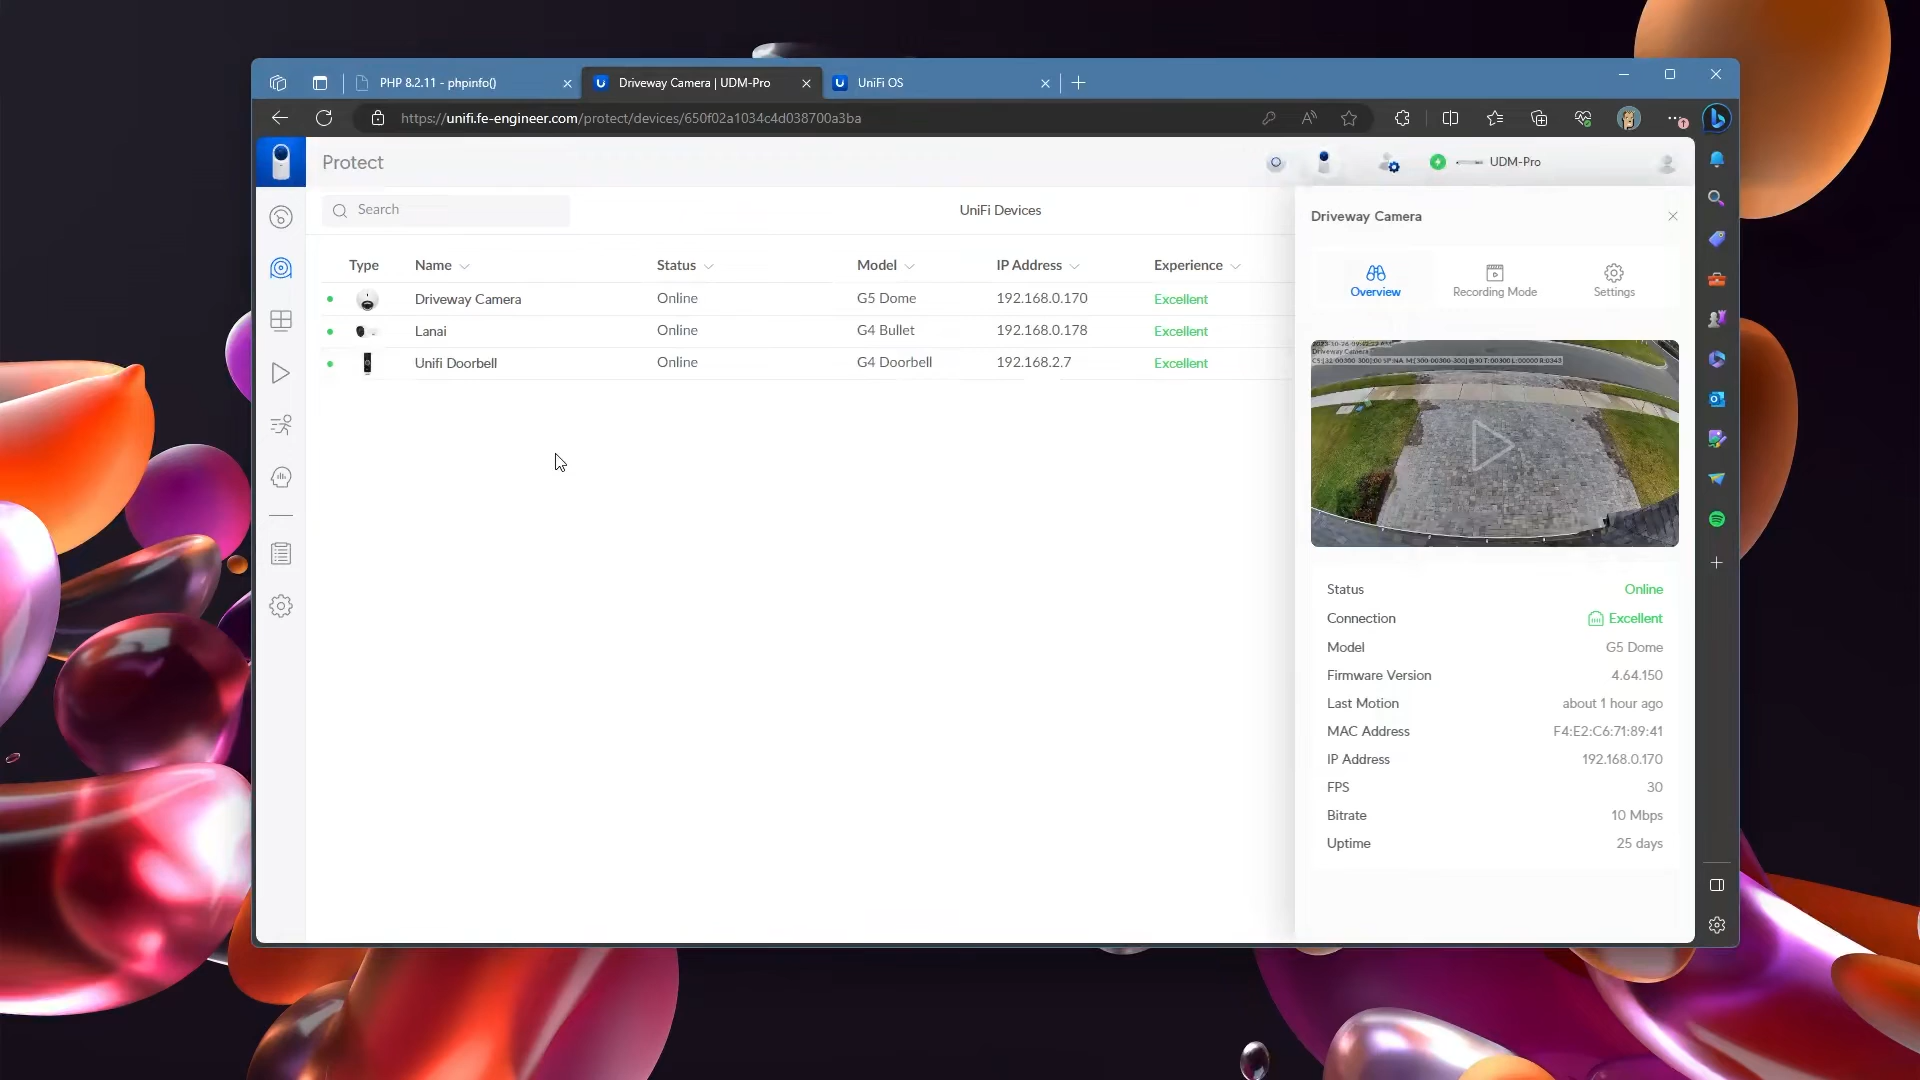 PHP 8.2.11 - phpinfo()
Driveway Camera | UDM-Pro
UniFi OS
https://unifi.fe-engineer.com/protect/devices/650f02a1034c4d038700a3ba
Protect
UDM-Pro
Search
UniFi Devices
Type Name Status Model IP Address Experience
Driveway Camera Online G5 Dome 192.168.0.170 Excellent
Lanai Online G4 Bullet 192.168.0.178 Excellent
Unifi Doorbell Online G4 Doorbell 192.168.2.7 Excellent
Driveway Camera
Overview Recording Mode Settings
Driveway Camera
Status Online
Connection Excellent
Model G5 Dome
Firmware Version 4.64.150
Last Motion about 1 hour ago
MAC Address F4:E2:C6:71:89:41
IP Address 192.168.0.170
FPS 30
Bitrate 10 Mbps
Uptime 25 days